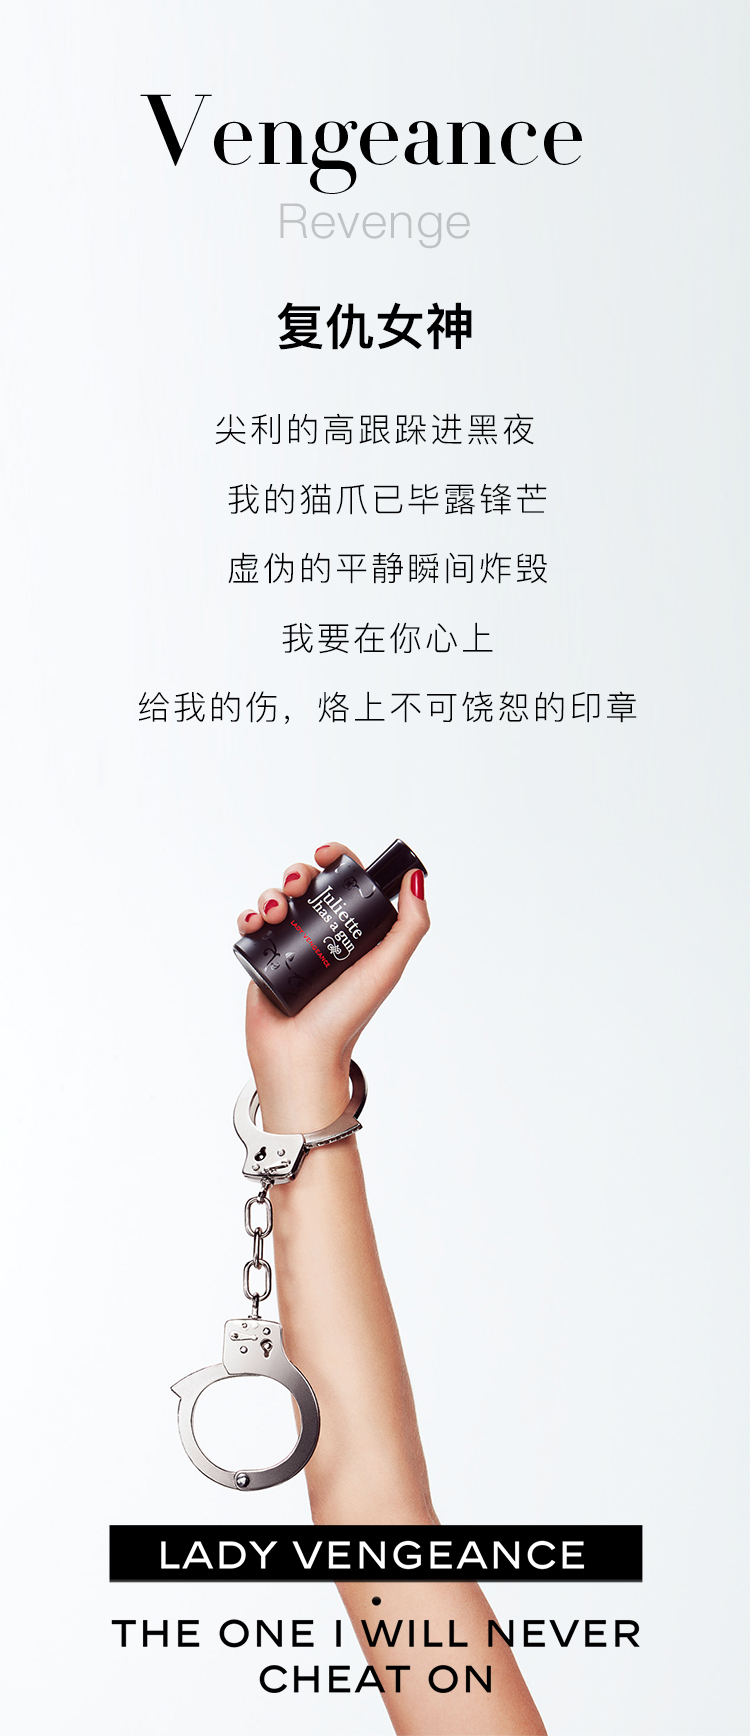 Vengeance
Revenge
复仇女神
尖利的高跟跺进黑夜
我的猫爪已毕露锋芒
虚伪的平静瞬间炸毁
我要在你心上
给我的伤，烙上不可饶恕的印章
Juliette
has a gun
LADY VENGEANCE
LADY VENGEANCE
THE ONE I WILL NEVER
CHEAT ON